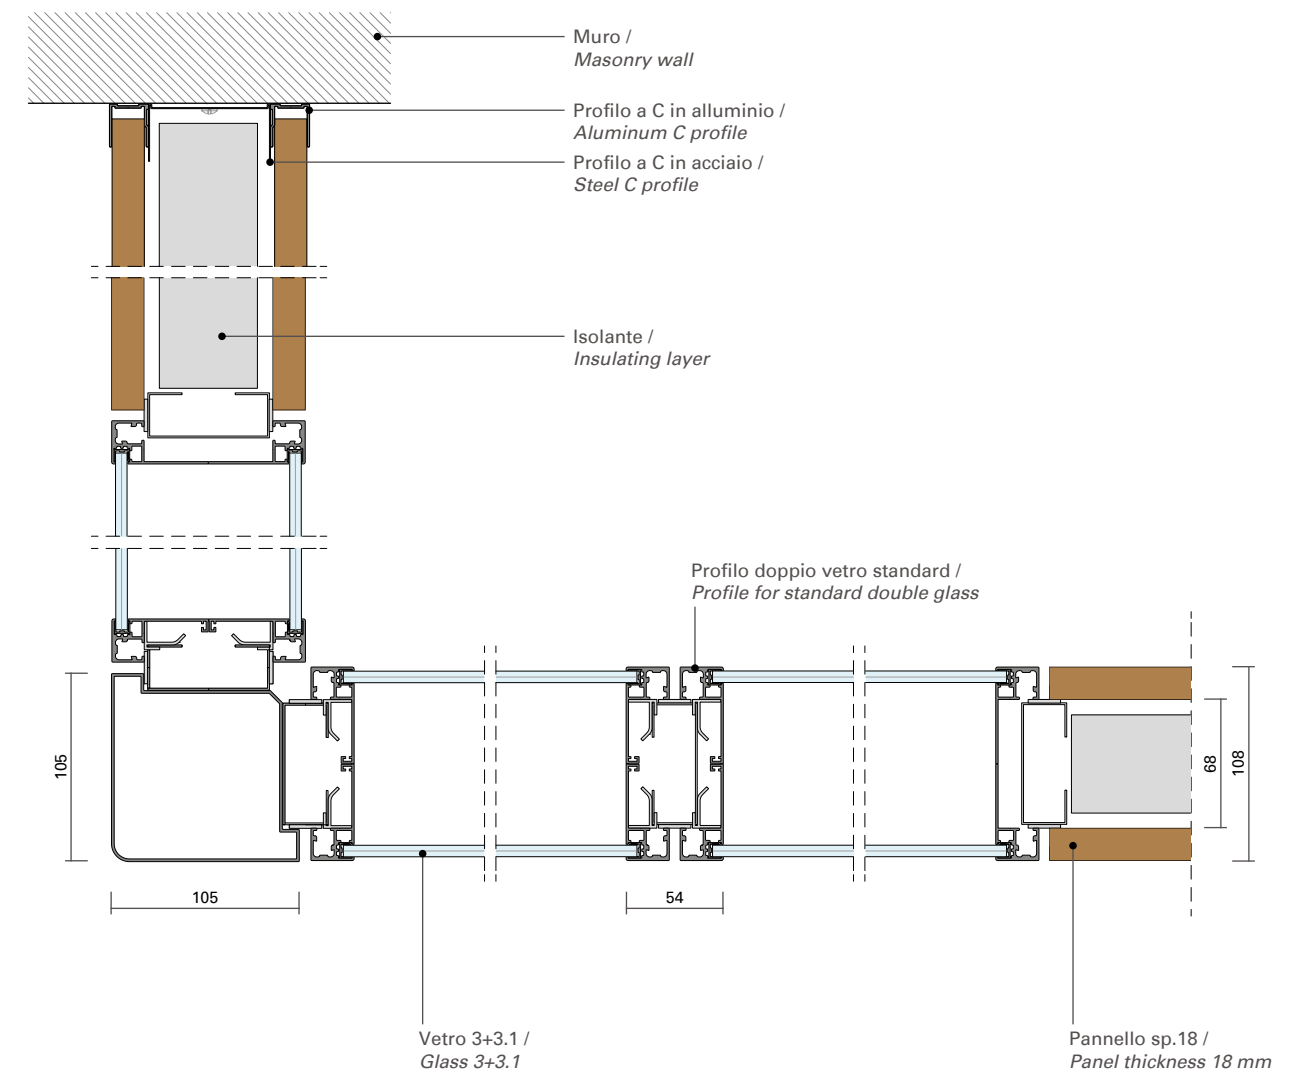 Muro /
Masonry wall
Profilo a C in alluminio /
Aluminum C profile
Profilo a C in acciaio /
Steel C profile
Isolante /
Insulating layer
Profilo doppio vetro standard /
Profile for standard double glass
105
68
108
105
54
Vetro 3+3.1 /
Glass 3+3.1
Pannello sp.18 /
Panel thickness 18 mm